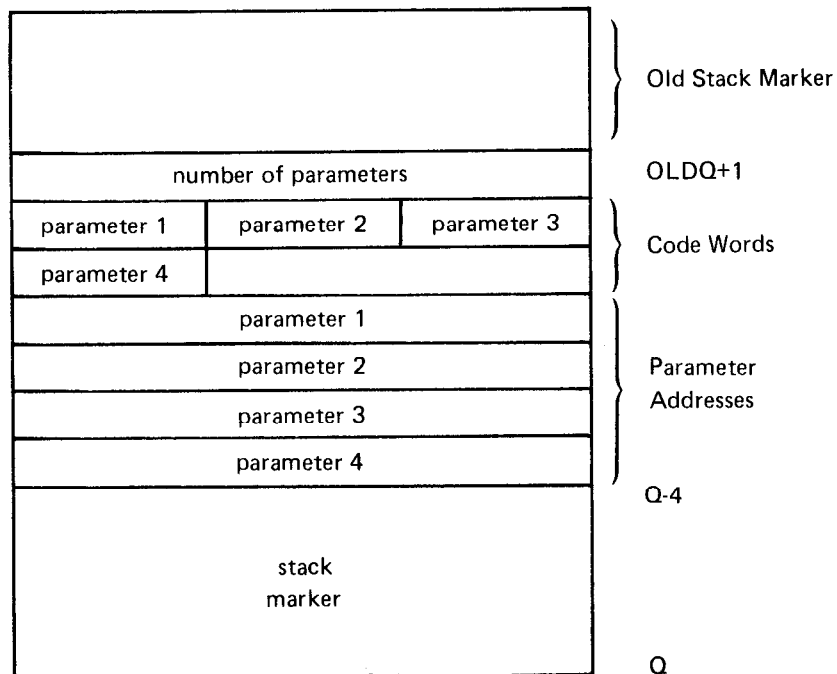 Old Stack Marker
number of parameters
OLDQ+1
parameter 1
parameter 2
parameter 3
Code Words
parameter 4
parameter 1
parameter 2
Parameter
Addresses
parameter 3
parameter 4
Q-4
stack
marker
Q